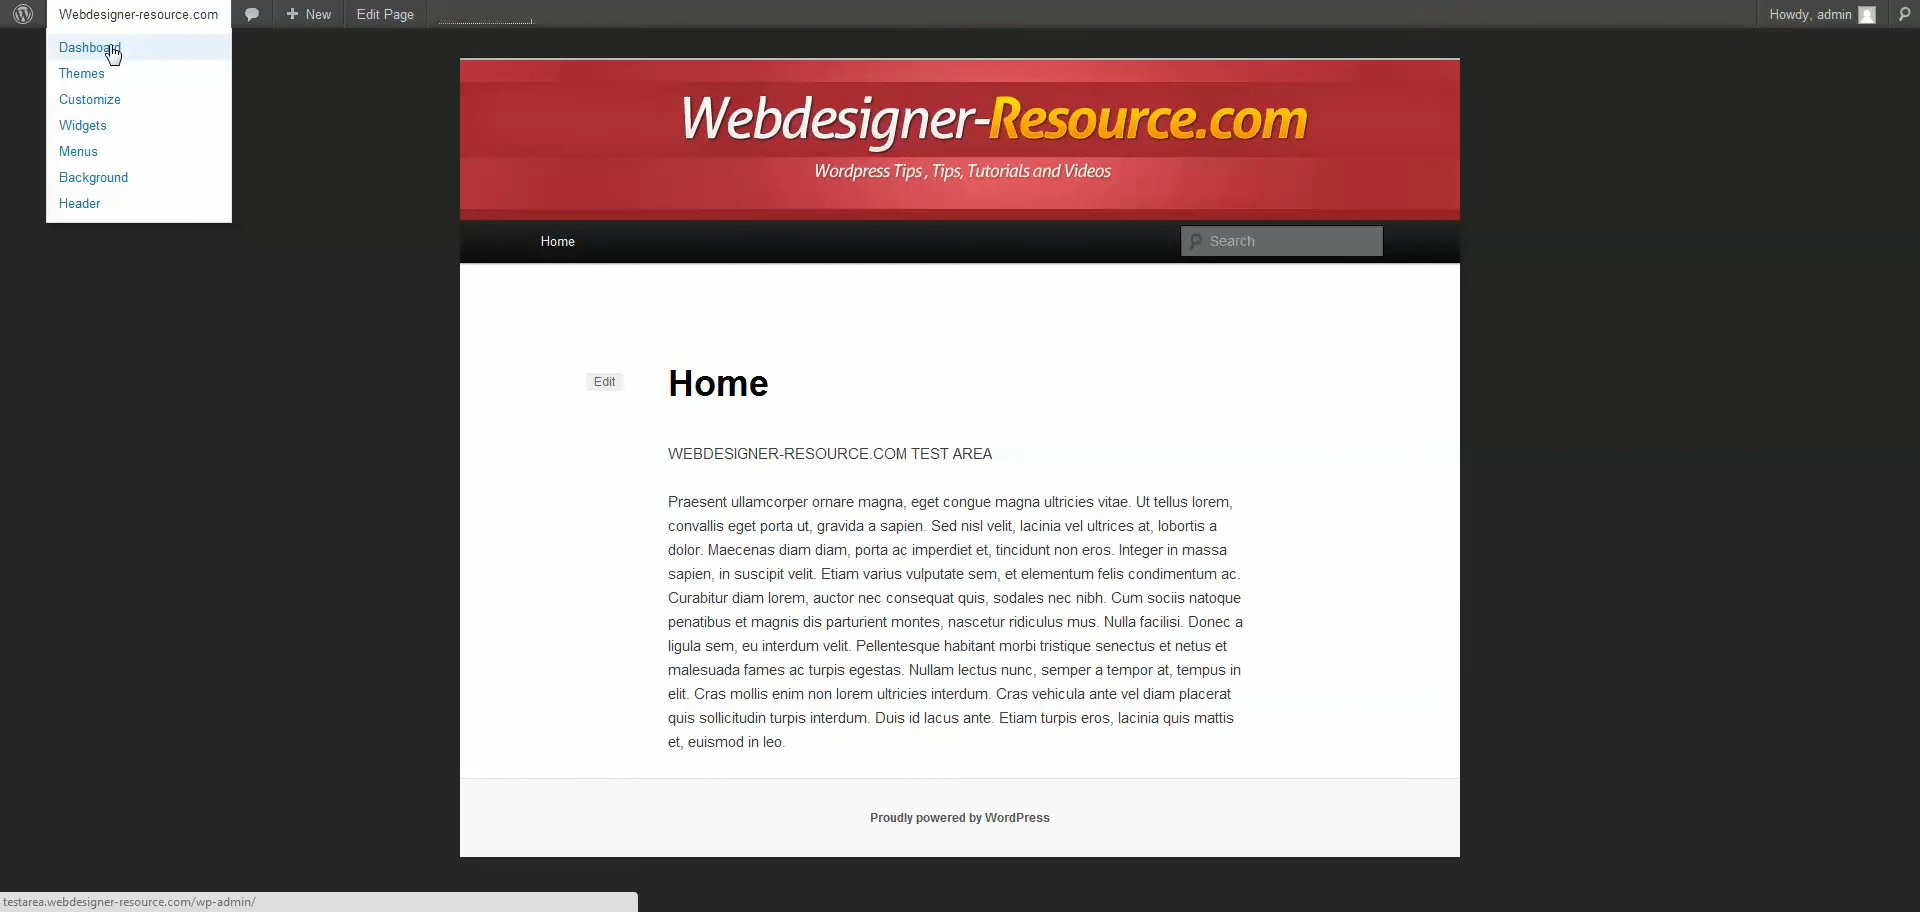 Webdesigner-resource.com New Edit Page Howdy, admin
Dashboard
Themes
Customize
Widgets
Menus
Background
Header
Webdesigner-Resource.com
Wordpress Tips , Tips, Tutorials and Videos
Home Search
Edit Home
WEBDESIGNER-RESOURCE.COM TEST AREA
Praesent ullamcorper ornare magna, eget congue magna ultricies vitae. Ut tellus lorem,
convallis eget porta ut, gravida a sapien. Sed nisl velit, lacinia vel ultrices at, lobortis a
dolor. Maecenas diam diam, porta ac imperdiet et, tincidunt non eros. Integer in massa
sapien, in suscipit velit. Etiam varius vulputate sem, et elementum felis condimentum ac.
Curabitur diam lorem, auctor nec consequat quis, sodales nec nibh. Cum sociis natoque
penatibus et magnis dis parturient montes, nascetur ridiculus mus. Nulla facilisi. Donec a
ligula sem, eu interdum velit. Pellentesque habitant morbi tristique senectus et netus et
malesuada fames ac turpis egestas. Nullam lectus nunc, semper a tempor at, tempus in
elit. Cras mollis enim non lorem ultricies interdum. Cras vehicula ante vel diam placerat
quis sollicitudin turpis interdum. Duis id lacus ante. Etiam turpis eros, lacinia quis mattis
et, euismod in leo.
Proudly powered by WordPress
testarea.webdesigner-resource.com/wp-admin/